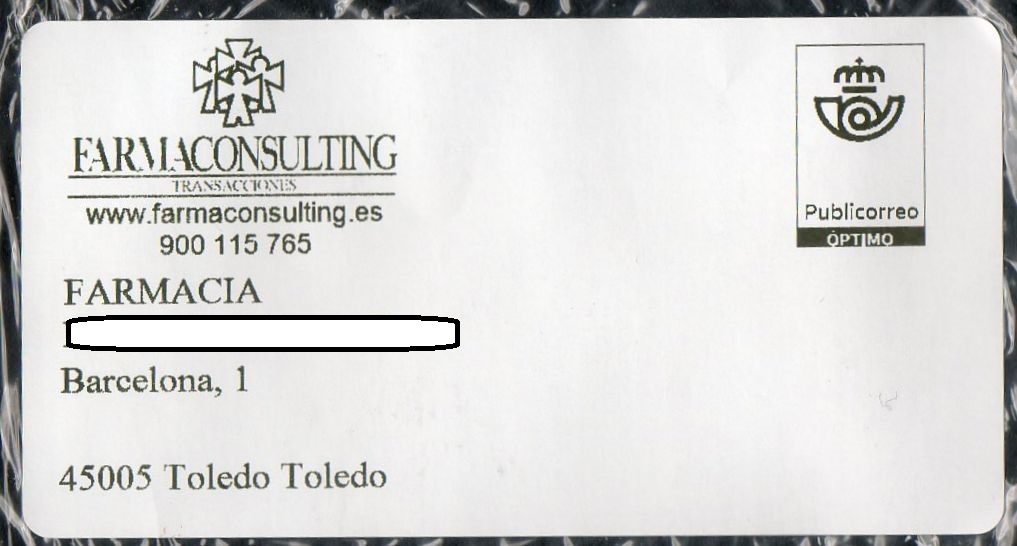 FARMACONSULTING
TRANSACCIONES
www.farmaconsulting.es
900 115 765
FARMACIA
Barcelona, 1
45005 Toledo Toledo
Publicorreo
ÓPTIMO